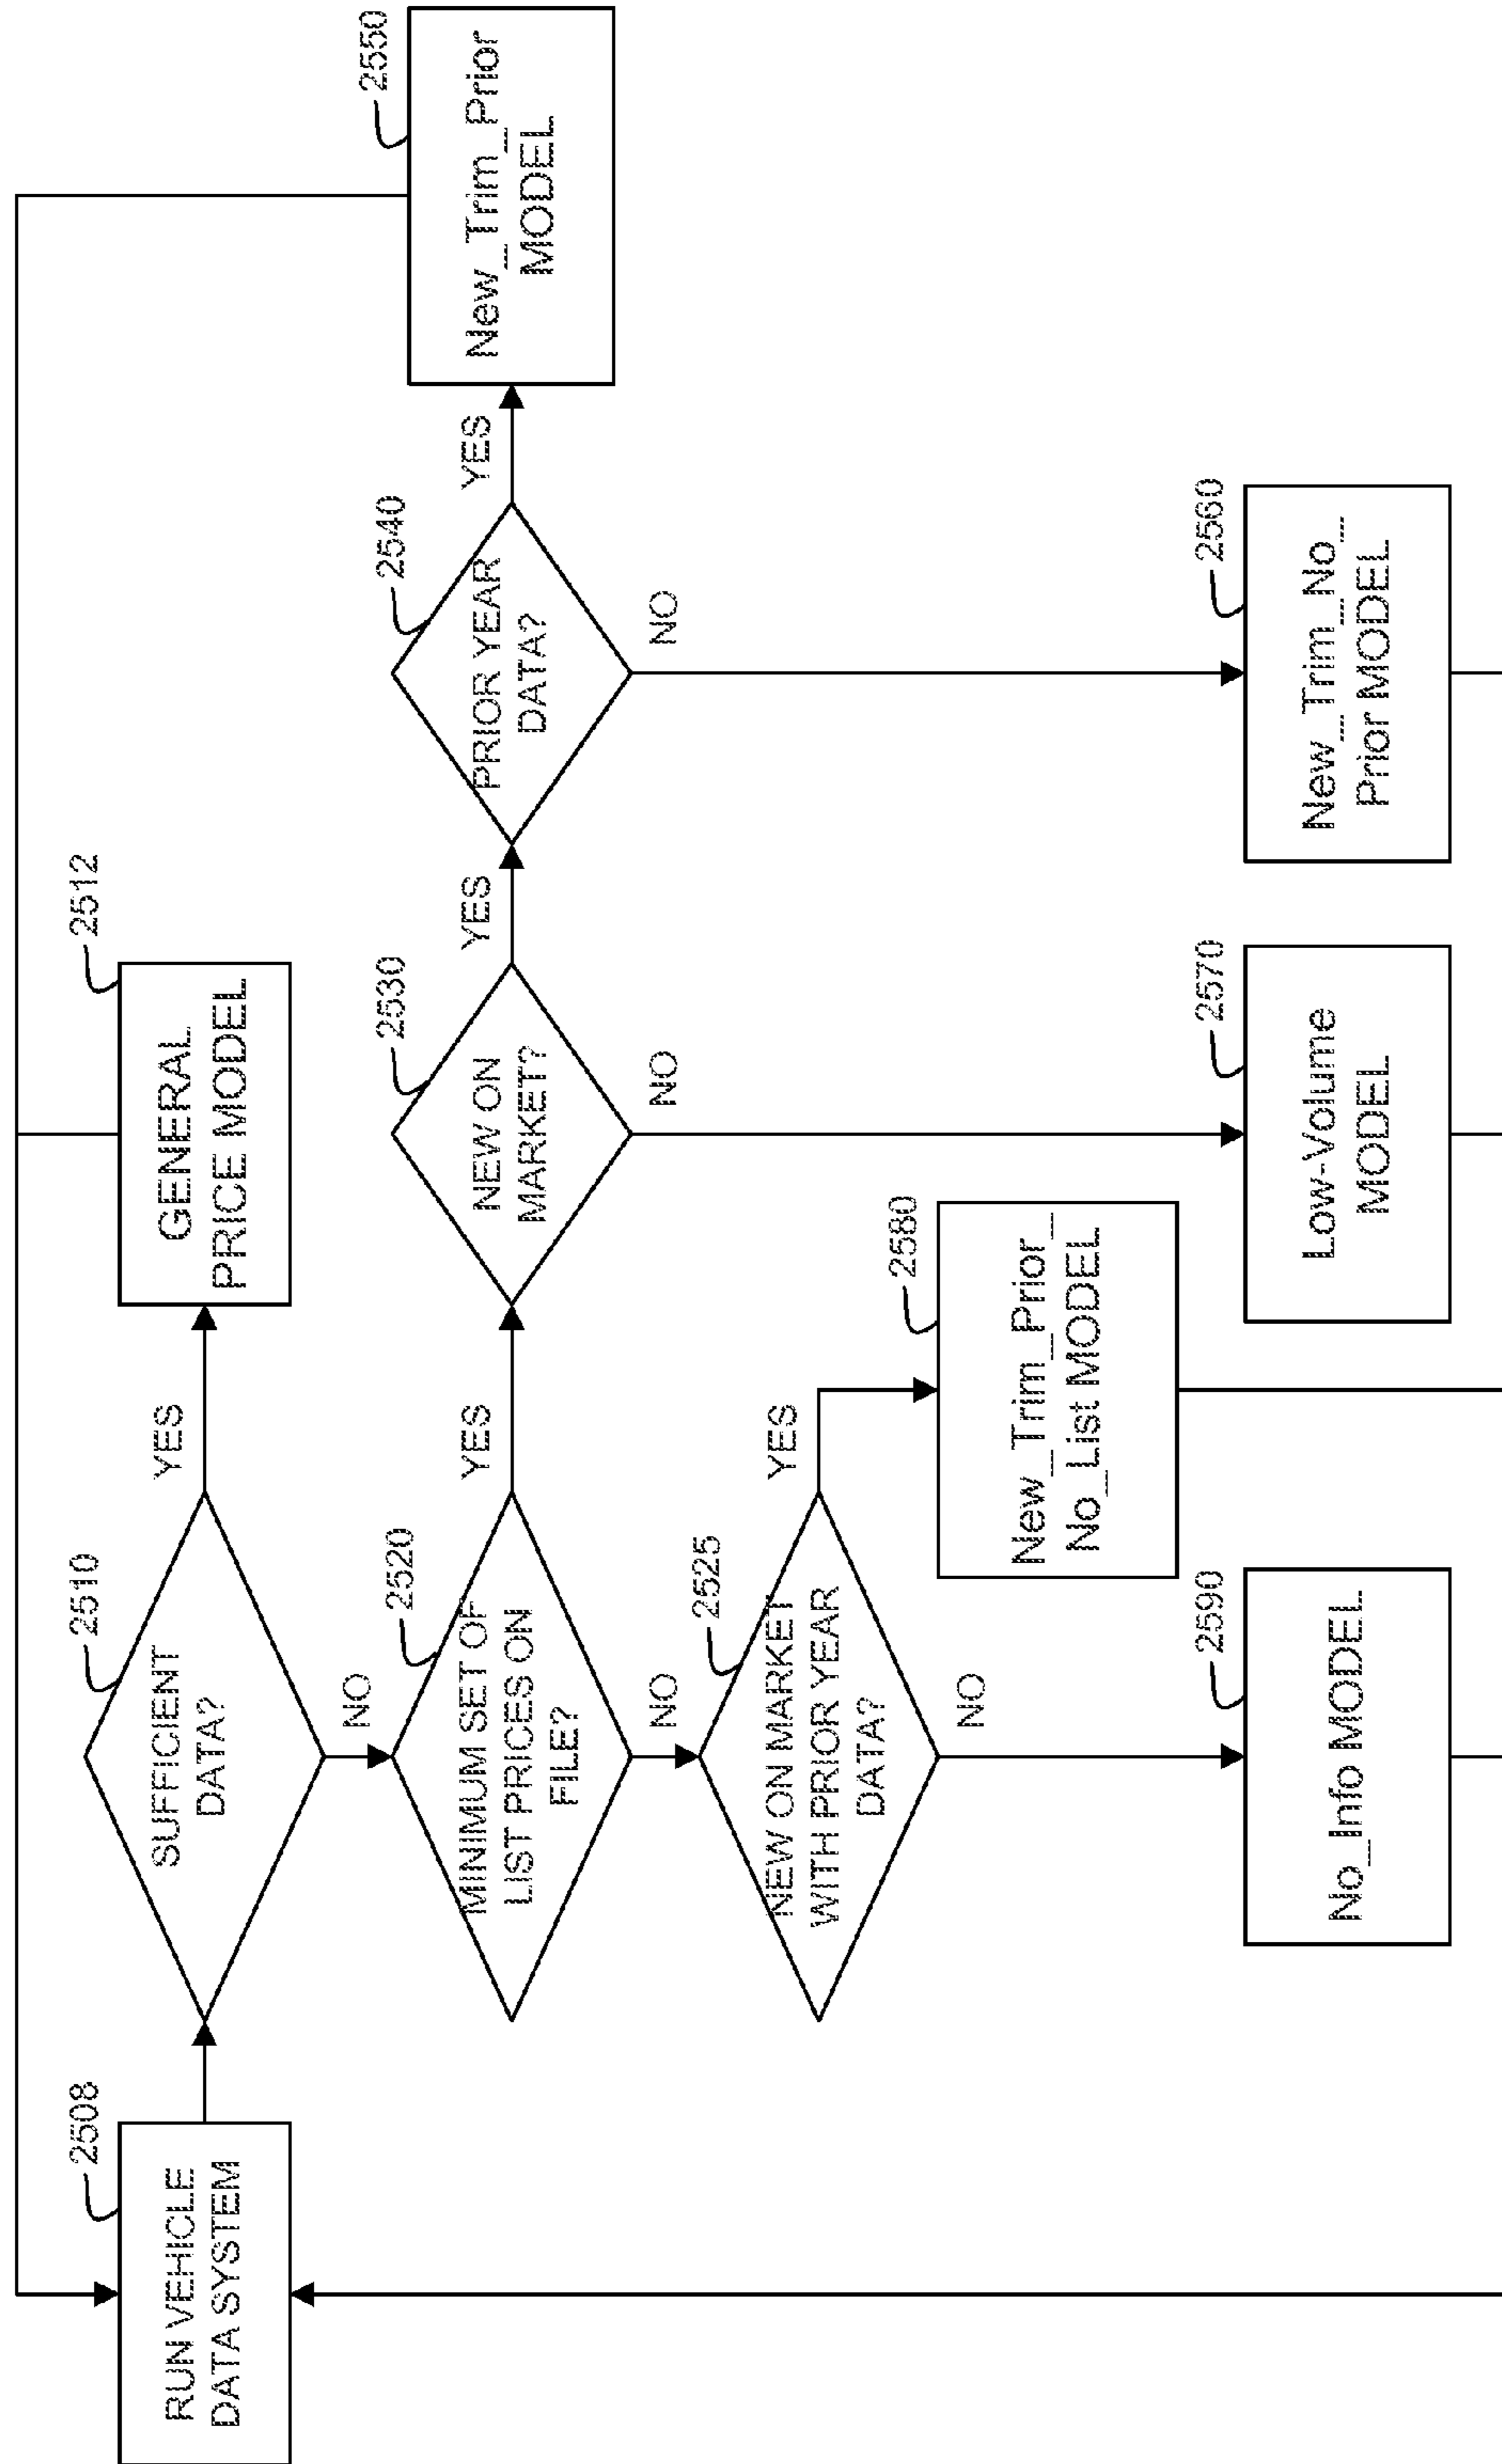 2508
RUN VEHICLE
DATA SYSTEM
2510
SUFFICIENT
DATA?
YES
2512
GENERAL
PRICE MODEL
NO
2520
MINIMUM SET OF
LIST PRICES ON
FILE?
YES
2530
NEW ON
MARKET?
YES
2540
PRIOR YEAR
DATA?
YES
2550
New_Trim_Prior
MODEL
NO
2525
NEW ON MARKET
WITH PRIOR YEAR
DATA?
YES
NO
NO
2580
New_Trim_Prior_
No_List MODEL
NO
2590
No_Info MODEL
2570
Low-Volume
MODEL
2560
New_Trim_No_
Prior MODEL